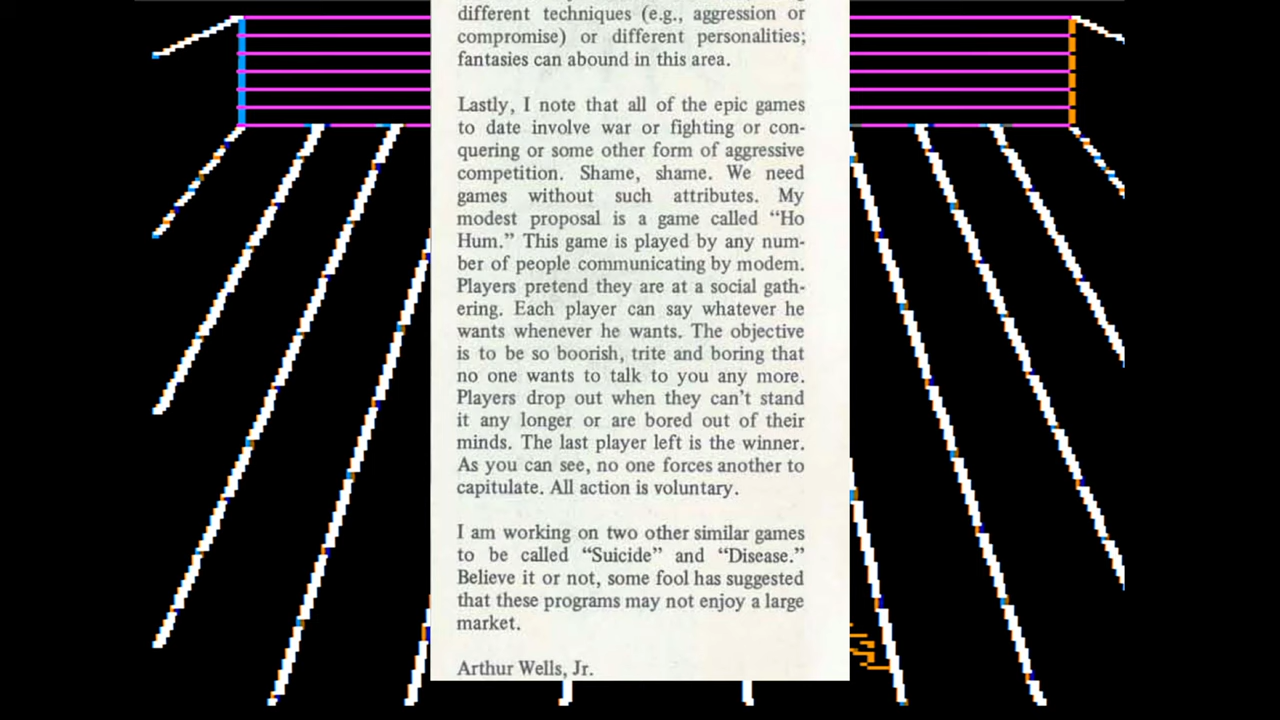 different techniques (e.g., aggression or
compromise) or different personalities;
fantasies can abound in this area.
Lastly, I note that all of the epic games
to date involve war or fighting or con-
quering or some other form of aggressive
competition. Shame, shame. We need
games without such attributes. My
modest proposal is a game called “Ho
Hum.” This game is played by any num-
ber of people communicating by modem.
Players pretend they are at a social gath-
ering. Each player can say whatever he
wants whenever he wants. The objective
is to be so boorish, trite and boring that
no one wants to talk to you any more.
Players drop out when they can’t stand
it any longer or are bored out of their
minds. The last player left is the winner.
As you can see, no one forces another to
capitulate. All action is voluntary.
I am working on two other similar games
to be called “Suicide” and “Disease.”
Believe it or not, some fool has suggested
that these programs may not enjoy a large
market.
Arthur Wells, Jr.